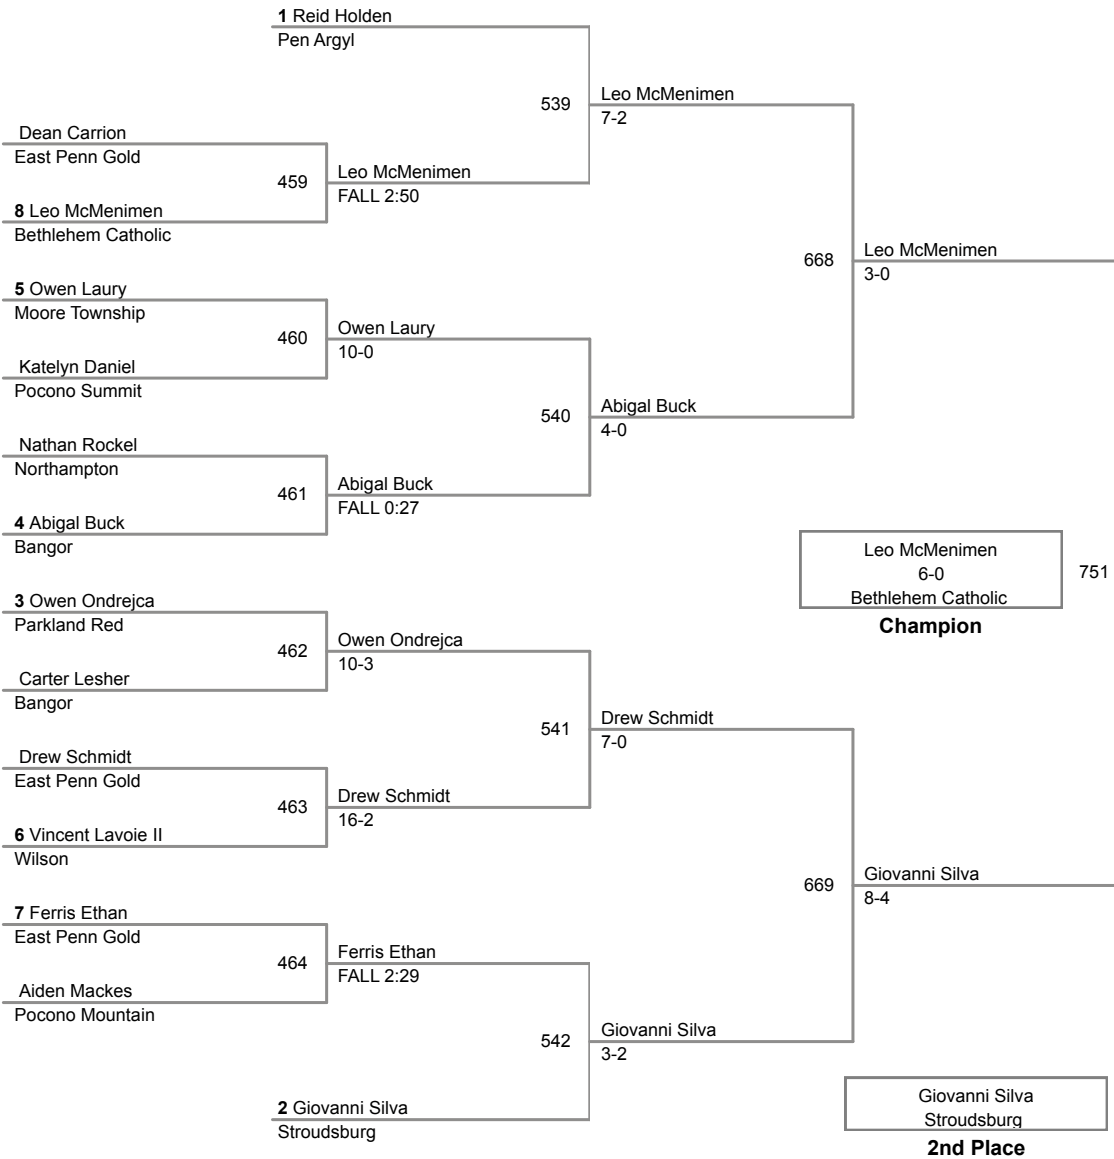 1 Reid Holden
Pen Argyl
539
Leo McMenimen
7-2
Dean Carrion
East Penn Gold
459
Leo McMenimen
FALL 2:50
8 Leo McMenimen
Bethlehem Catholic
668
Leo McMenimen
3-0
5 Owen Laury
Moore Township
460
Owen Laury
10-0
Katelyn Daniel
Pocono Summit
540
Abigal Buck
4-0
Nathan Rockel
Northampton
461
Abigal Buck
FALL 0:27
4 Abigal Buck
Bangor
Leo McMenimen
6-0
Bethlehem Catholic
751
Champion
3 Owen Ondrejca
Parkland Red
462
Owen Ondrejca
10-3
Carter Lesher
Bangor
541
Drew Schmidt
7-0
Drew Schmidt
East Penn Gold
463
Drew Schmidt
16-2
6 Vincent Lavoie II
Wilson
669
Giovanni Silva
8-4
7 Ferris Ethan
East Penn Gold
464
Ferris Ethan
FALL 2:29
Aiden Mackes
Pocono Mountain
542
Giovanni Silva
3-2
2 Giovanni Silva
Stroudsburg
Giovanni Silva
Stroudsburg
2nd Place